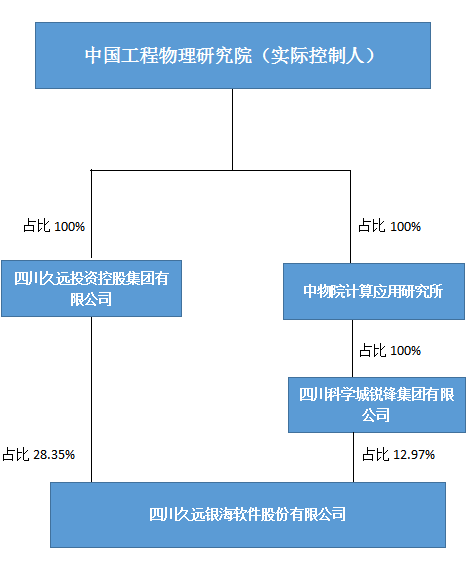 中国工程物理研究院（实际控制人）
占比 100%
占比 100%
四川久远投资控股集团有
限公司
中物院计算应用研究所
占比 100%
四川科学城锐锋集团有限
公司
占比 28.35%
占比 12.97%
四川久远银海软件股份有限公司